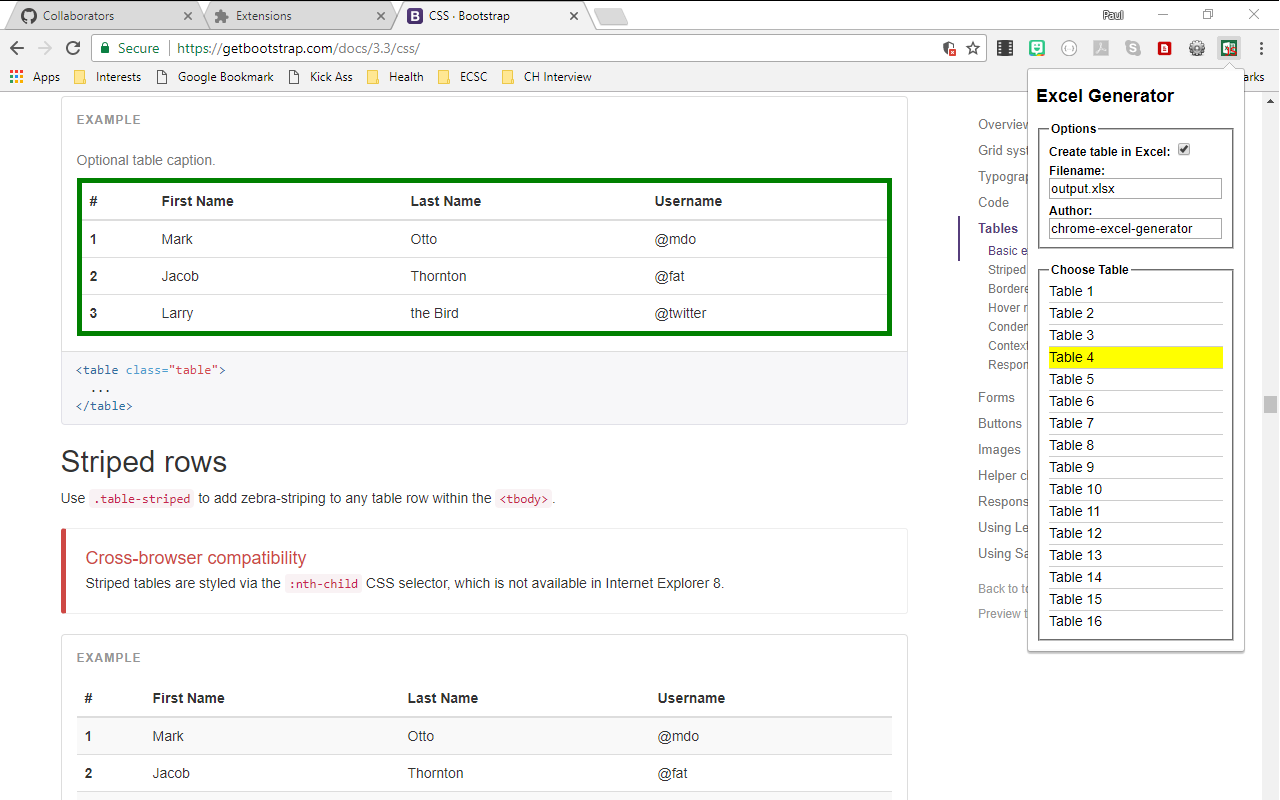 Collaborators
Extensions
CSS · Bootstrap
Paul
Secure
https://getbootstrap.com/docs/3.3/css/
Apps
Interests
Google Bookmark
Kick Ass
Health
ECSC
CH Interview
arks
EXAMPLE
Optional table caption.
# First Name Last Name Username
1 Mark Otto @mdo
2 Jacob Thornton @fat
3 Larry the Bird @twitter
<table class="table">
...
</table>
Striped rows
Use .table-striped to add zebra-striping to any table row within the <tbody>.
Cross-browser compatibility
Striped tables are styled via the :nth-child CSS selector, which is not available in Internet Explorer 8.
EXAMPLE
# First Name Last Name Username
1 Mark Otto @mdo
2 Jacob Thornton @fat
Overview
Grid syst
Typograp
Code
Tables
Basic e
Striped
Bordere
Hover r
Conden
Context
Respon
Forms
Buttons
Images
Helper c
Respons
Using Le
Using Sa
Back to to
Preview t
Excel Generator
Options
Create table in Excel:
Filename:
output.xlsx
Author:
chrome-excel-generator
Choose Table
Table 1
Table 2
Table 3
Table 4
Table 5
Table 6
Table 7
Table 8
Table 9
Table 10
Table 11
Table 12
Table 13
Table 14
Table 15
Table 16